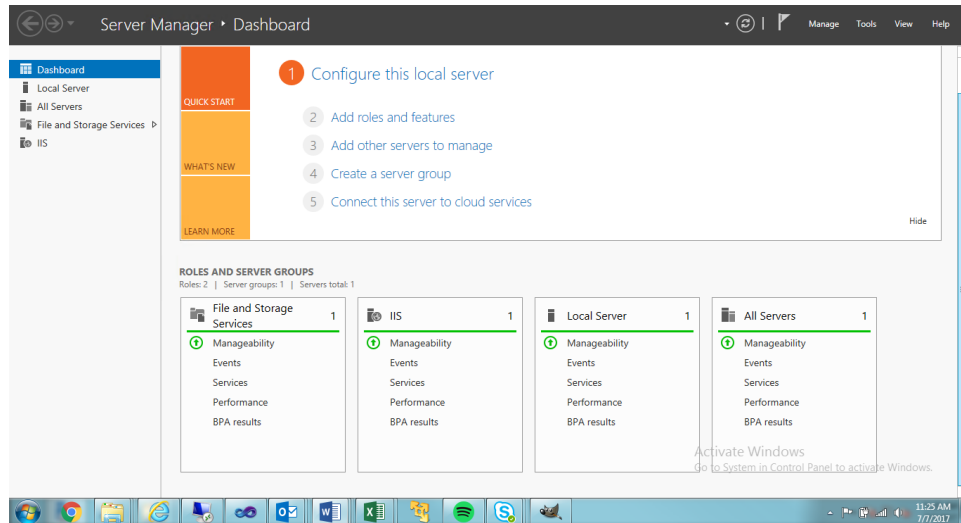 Server Manager ‣ Dashboard
Manage Tools View Help
Dashboard
Local Server
All Servers
File and Storage Services
IIS
QUICK START
WHAT'S NEW
LEARN MORE
1 Configure this local server
2 Add roles and features
3 Add other servers to manage
4 Create a server group
5 Connect this server to cloud services
Hide
ROLES AND SERVER GROUPS
Roles: 2 | Server groups: 1 | Servers total: 1
File and Storage
Services 1
Manageability
Events
Services
Performance
BPA results
IIS 1
Manageability
Events
Services
Performance
BPA results
Local Server 1
Manageability
Events
Services
Performance
BPA results
All Servers 1
Manageability
Events
Services
Performance
BPA results
Activate Windows
Go to System in Control Panel to activate Windows.
11:25 AM
7/7/2017